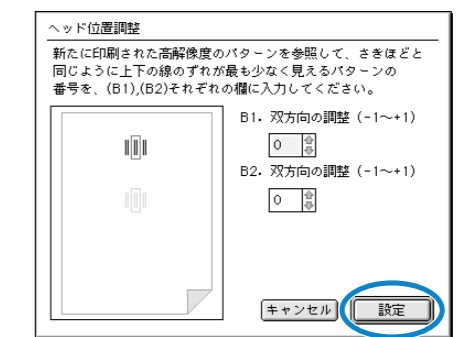 ヘッド位置調整
新たに印刷された高解像度のパターンを参照して、さきほどと
同じように上下の線のずれが最も少なく見えるパターンの
番号を、(B1),(B2)それぞれの欄に入力してください。
B1. 双方向の調整（-1〜+1）
0
B2. 双方向の調整（-1〜+1）
0
キャンセル
設定